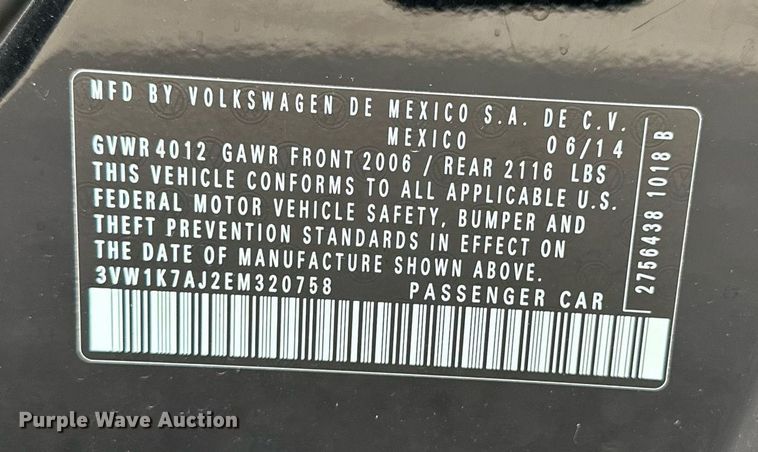 MFD BY VOLKSWAGEN DE MEXICO S.A. DE C.V.
MEXICO 06/14
GVWR 4012 GAWR FRONT 2006 / REAR 2116 LBS
THIS VEHICLE CONFORMS TO ALL APPLICABLE U.S.
FEDERAL MOTOR VEHICLE SAFETY, BUMPER AND
THEFT PREVENTION STANDARDS IN EFFECT ON
THE DATE OF MANUFACTURE SHOWN ABOVE.
3VW1K7AJ2EM320758 PASSENGER CAR
2756438 1018 B
Purple Wave Auction